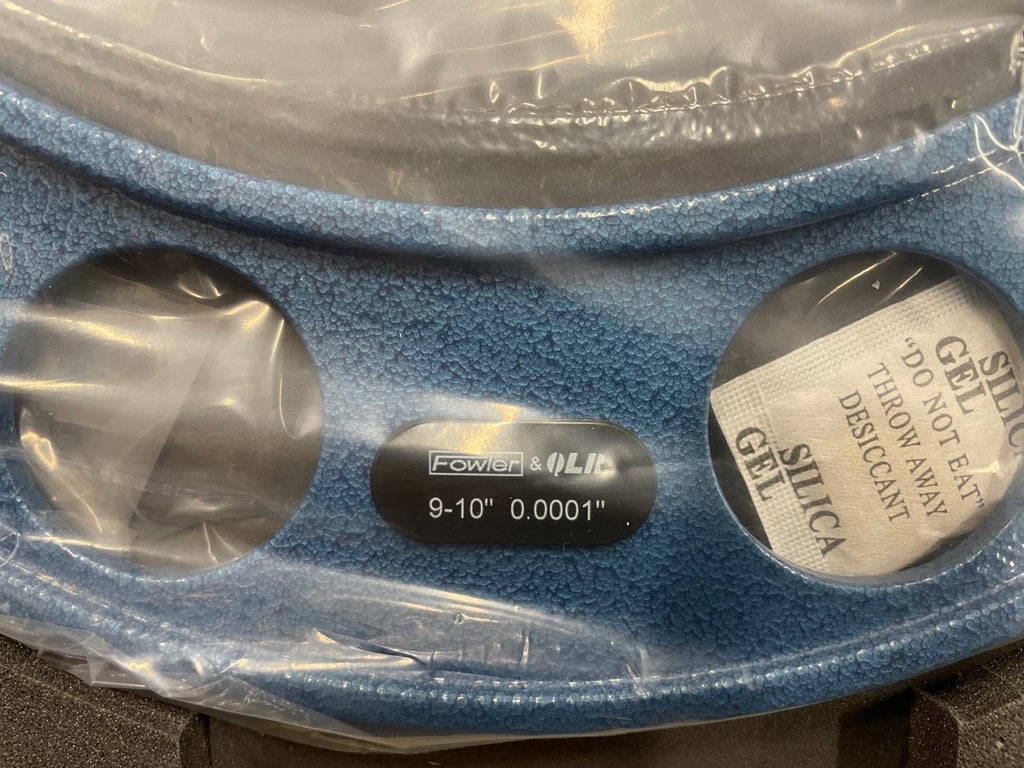 Fowler &
9-10" 0.0001"
SILICA
GEL
"DO NOT EAT"
THROW AWAY
DESICCANT
SILICA
GEL